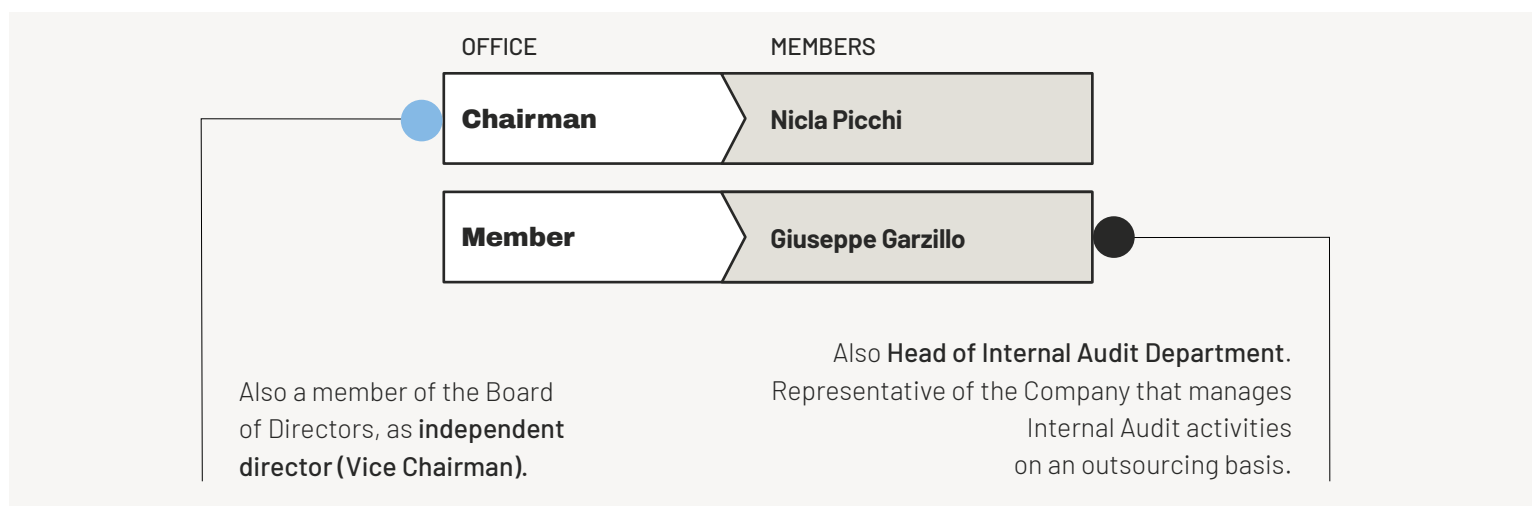 OFFICE MEMBERS
Chairman Nicla Picchi
Member Giuseppe Garzillo
Also a member of the Board
of Directors, as independent
director (Vice Chairman).
Also Head of Internal Audit Department.
Representative of the Company that manages
Internal Audit activities
on an outsourcing basis.